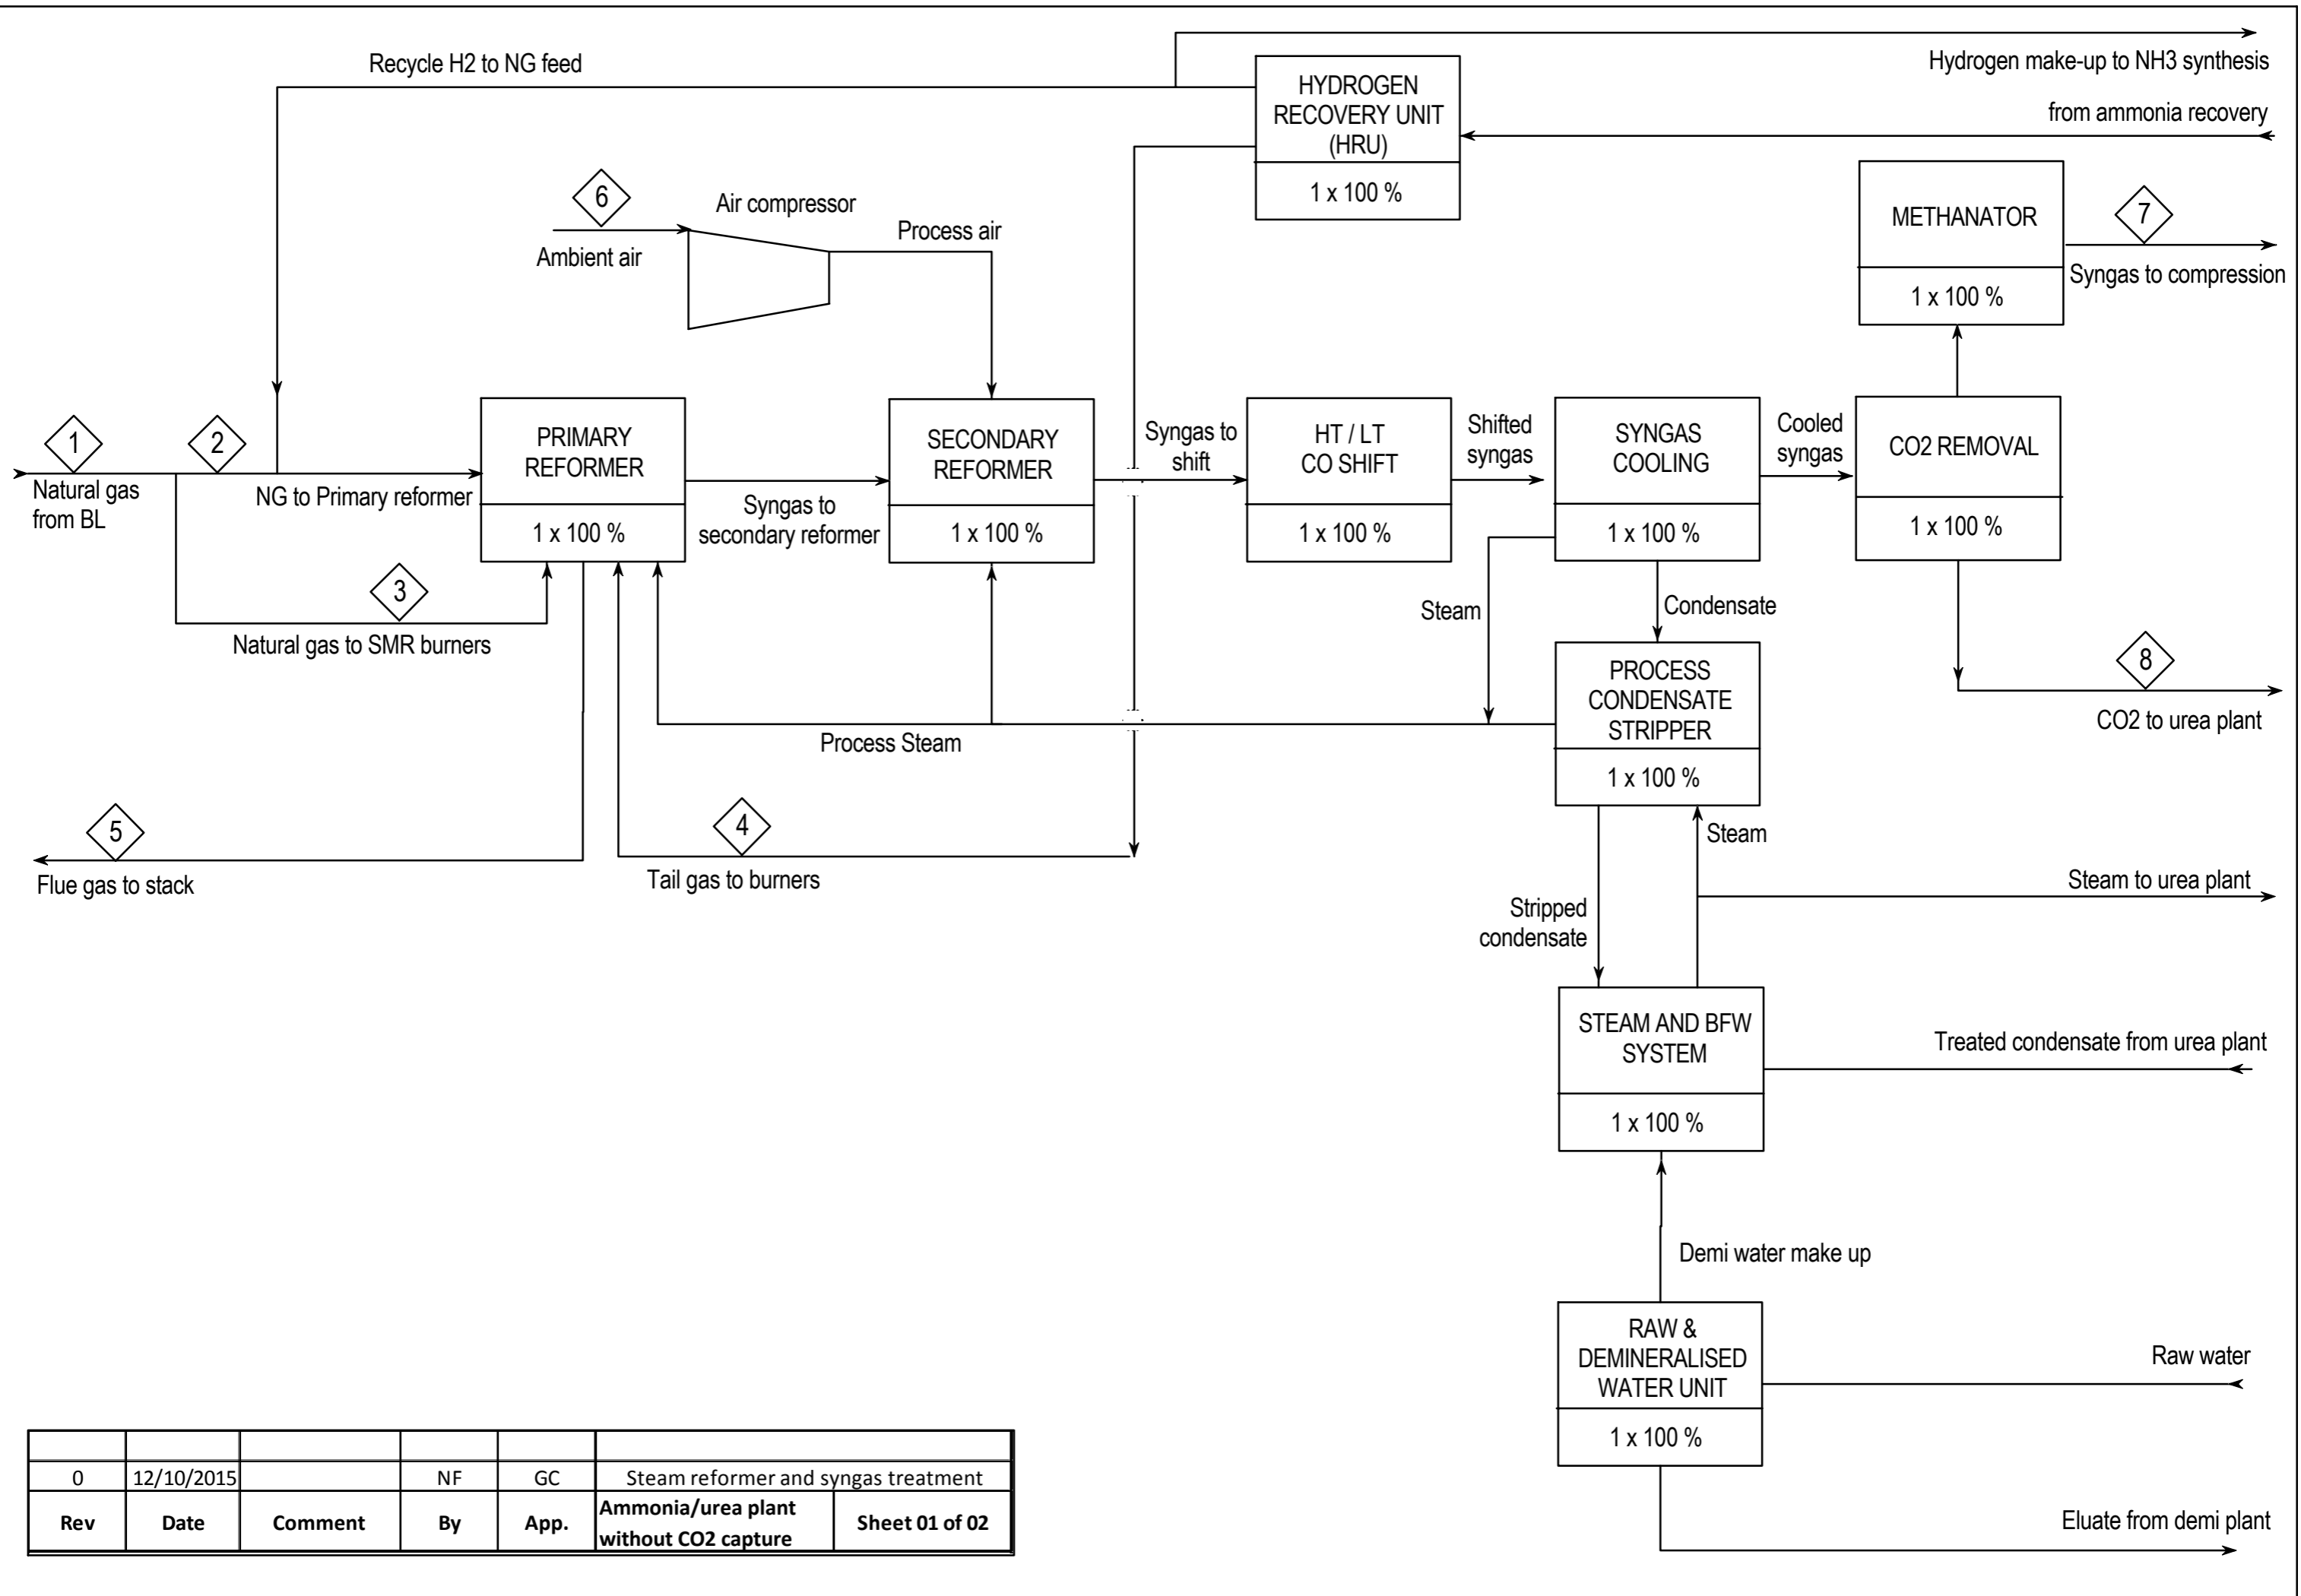 Recycle H2 to NG feed
Hydrogen make-up to NH3 synthesis
HYDROGEN
RECOVERY UNIT
(HRU)
1 x 100 %
from ammonia recovery
6
Ambient air
Air compressor
Process air
METHANATOR
1 x 100 %
7
Syngas to compression
1
Natural gas
from BL
2
NG to Primary reformer
PRIMARY
REFORMER
1 x 100 %
Syngas to
secondary reformer
SECONDARY
REFORMER
1 x 100 %
Syngas to
shift
HT / LT
CO SHIFT
1 x 100 %
Shifted
syngas
SYNGAS
COOLING
1 x 100 %
Cooled
syngas
CO2 REMOVAL
1 x 100 %
3
Natural gas to SMR burners
Steam
Condensate
PROCESS
CONDENSATE
STRIPPER
1 x 100 %
8
CO2 to urea plant
Process Steam
5
Flue gas to stack
4
Tail gas to burners
Steam
Steam to urea plant
Stripped
condensate
STEAM AND BFW
SYSTEM
1 x 100 %
Treated condensate from urea plant
Demi water make up
RAW &
DEMINERALISED
WATER UNIT
1 x 100 %
Raw water
Eluate from demi plant
0 12/10/2015 NF GC Steam reformer and syngas treatment
Rev Date Comment By App. Ammonia/urea plant
without CO2 capture Sheet 01 of 02